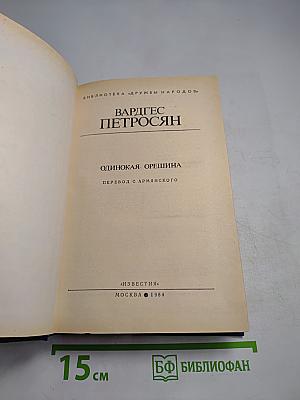 БИБЛИОТЕКА «ДРУЖБЫ НАРОДОВ»
ВАРДГЕС
ПЕТРОСЯН
ОДИНОКАЯ ОРЕШИНА
ПЕРЕВОД С АРМЯНСКОГО
«ИЗВЕСТИЯ»
МОСКВА ● 1984
15 см
БФ БИБЛИОФАН